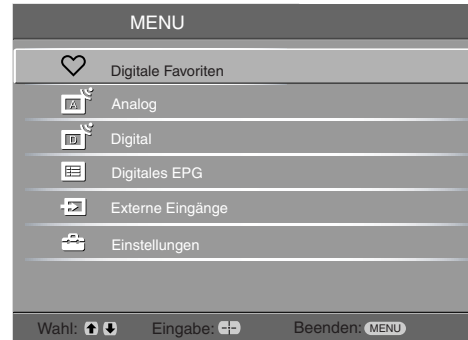 MENU
Digitale Favoriten
A Analog
D Digital
Digitales EPG
Externe Eingänge
Einstellungen
Wahl: Eingabe: Beenden: MENU